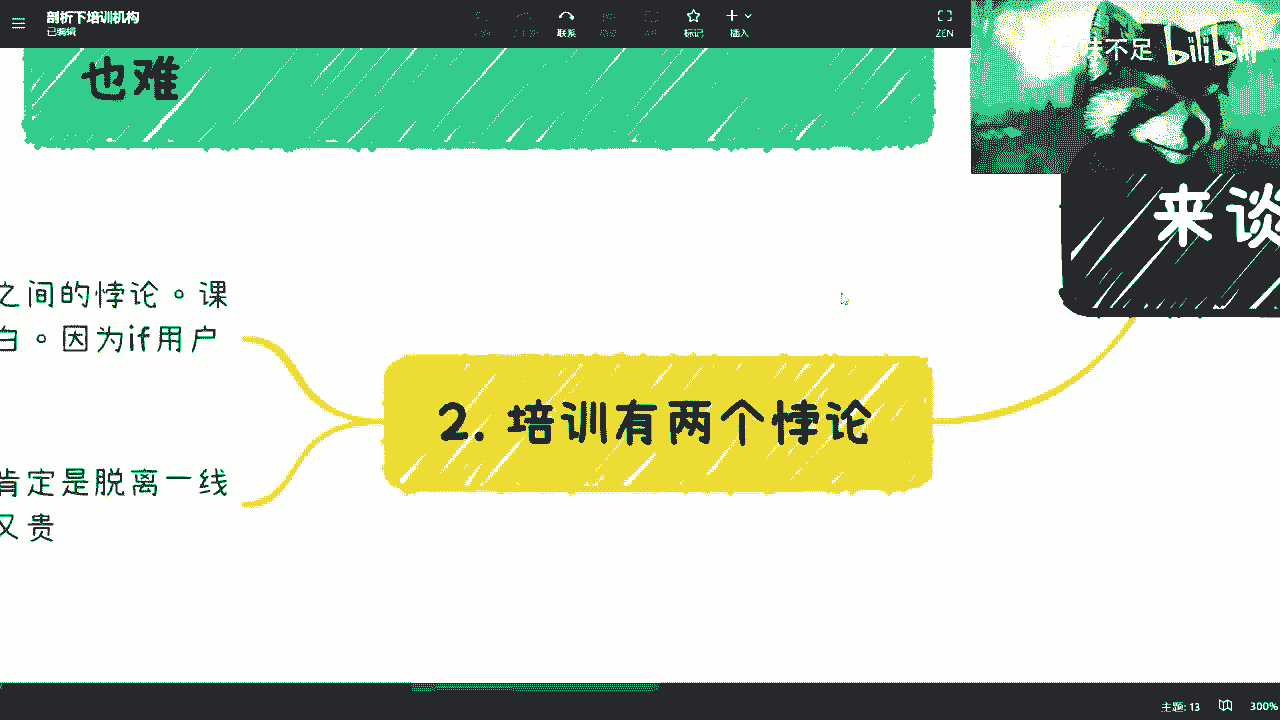 剖析下培训机构
已编辑
联系
标记
插入
ZEN
味不足 bilibili
也难
来谈
之间的悖论。课
白。因为if用户
2. 培训有两个悖论
肯定是脱离一线
又贵
主题: 13
300%